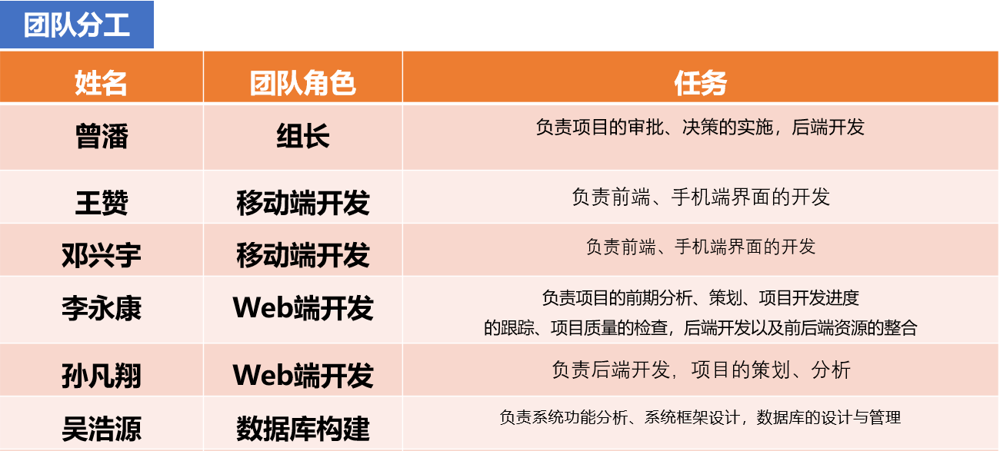 团队分工
姓名 团队角色 任务
曾潘 组长 负责项目的审批、决策的实施，后端开发
王赞 移动端开发 负责前端、手机端界面的开发
邓兴宇 移动端开发 负责前端、手机端界面的开发
李永康 Web端开发 负责项目的前期分析、策划、项目开发进度
的跟踪、项目质量的检查，后端开发以及前后端资源的整合
孙凡翔 Web端开发 负责后端开发，项目的策划、分析
吴浩源 数据库构建 负责系统功能分析、系统框架设计，数据库的设计与管理